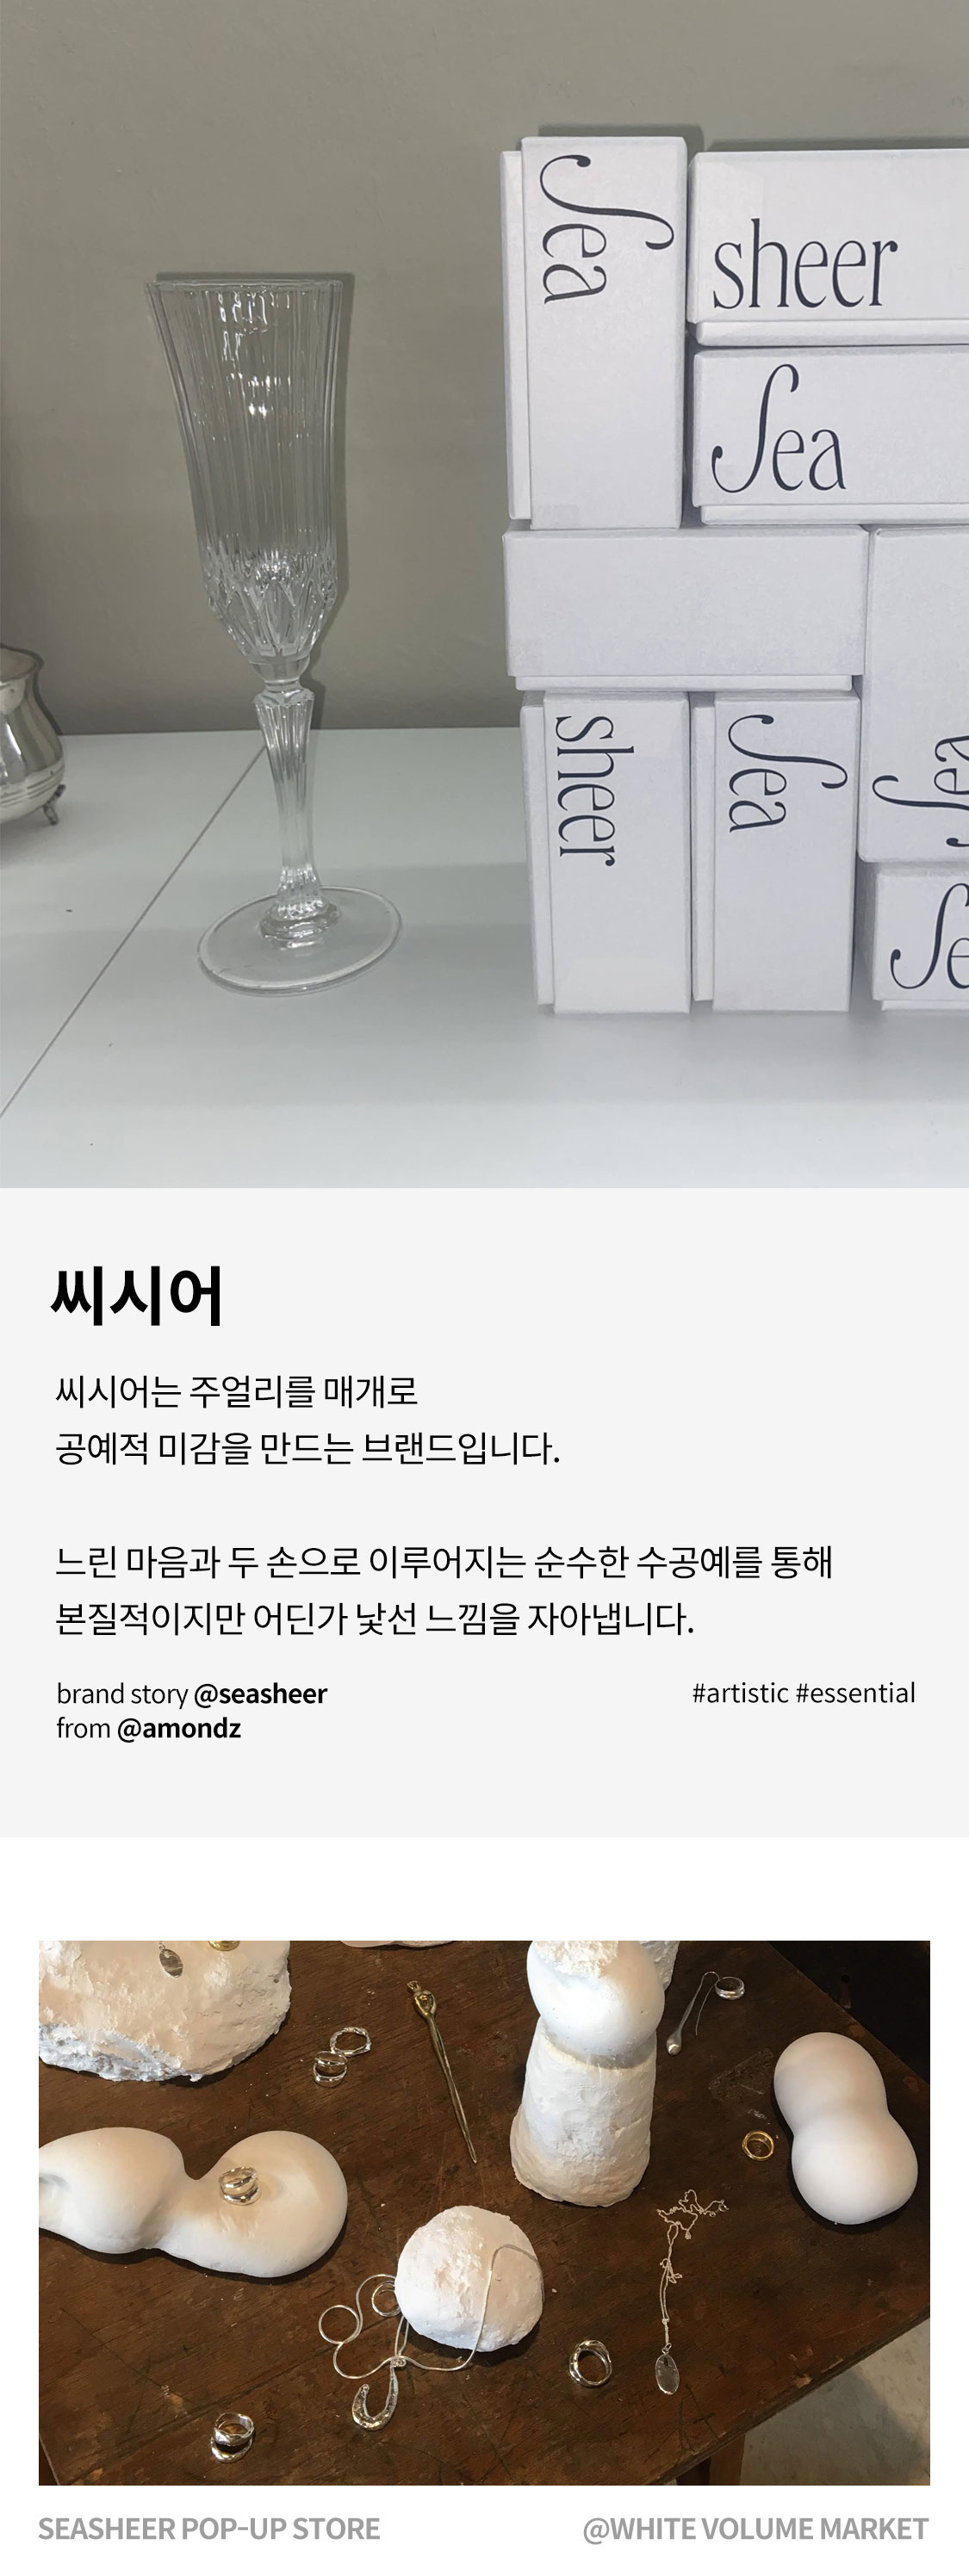 Sea
sheer
Sea
sheer
Sea
Sea
Se
씨시어
씨시어는 주얼리를 매개로
공예적 미감을 만드는 브랜드입니다.
느린 마음과 두 손으로 이루어지는 순수한 수공예를 통해
본질적이지만 어딘가 낯선 느낌을 자아냅니다.
brand story @seasheer
from @amondz
#artistic #essential
SEASHEER POP-UP STORE
@WHITE VOLUME MARKET